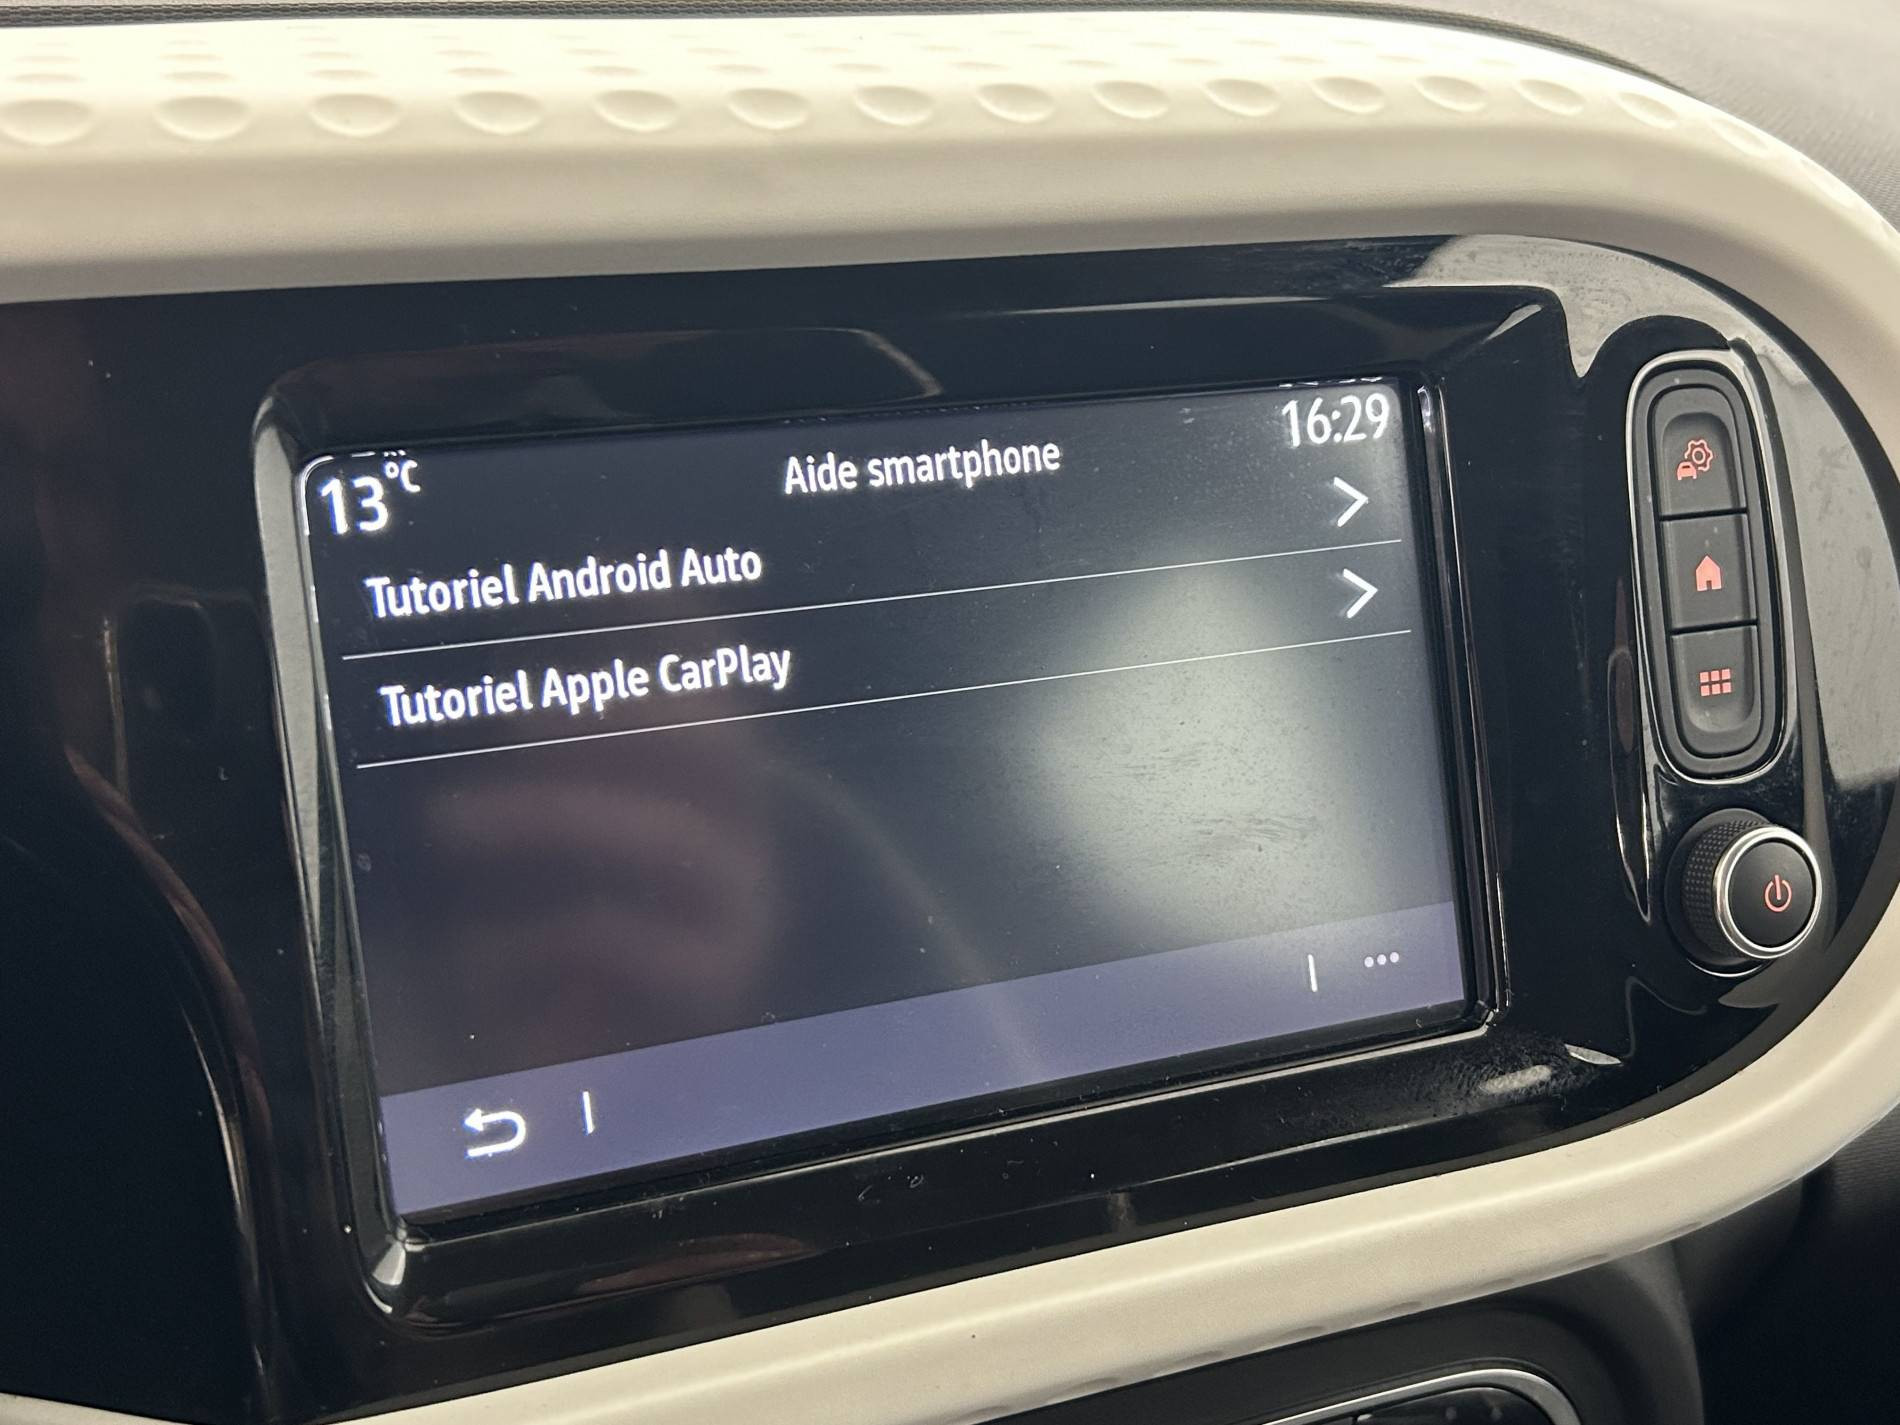 13°C
Aide smartphone
16:29
Tutoriel Android Auto
Tutoriel Apple CarPlay